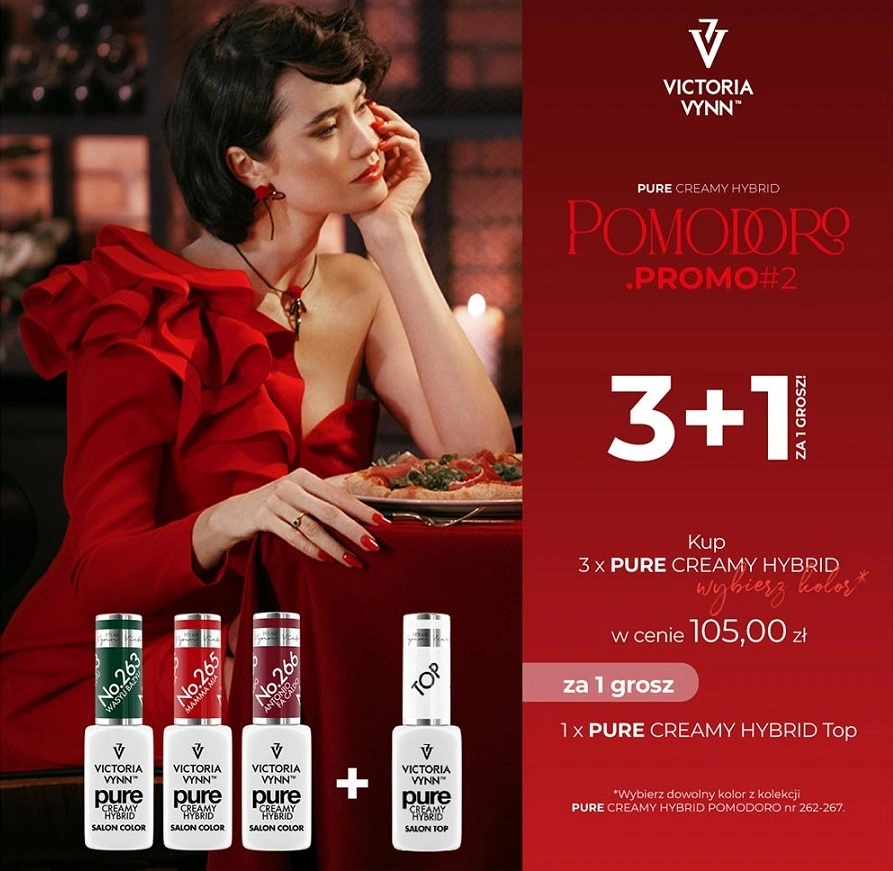 VICTORIA
VYNN™
PURE CREAMY HYBRID
POMODORO
.PROMO#2
3+1
ZA 1 GROSZ!
Kup
3 x PURE CREAMY HYBRID
wybierz kolor*
w cenie 105,00 zł
za 1 grosz
1 x PURE CREAMY HYBRID Top
*Wybierz dowolny kolor z kolekcji
PURE CREAMY HYBRID POMODORO nr 262-267.
No.263
VICTORIA
VYNN™
pure
CREAMY
HYBRID
SALON COLOR
No.265
MAMMA MIA
VICTORIA
VYNN™
pure
CREAMY
HYBRID
SALON COLOR
No.266
ANTONIO
VICTORIA
VYNN™
pure
CREAMY
HYBRID
SALON COLOR
+
TOP
VICTORIA
VYNN™
pure
CREAMY
HYBRID
SALON TOP